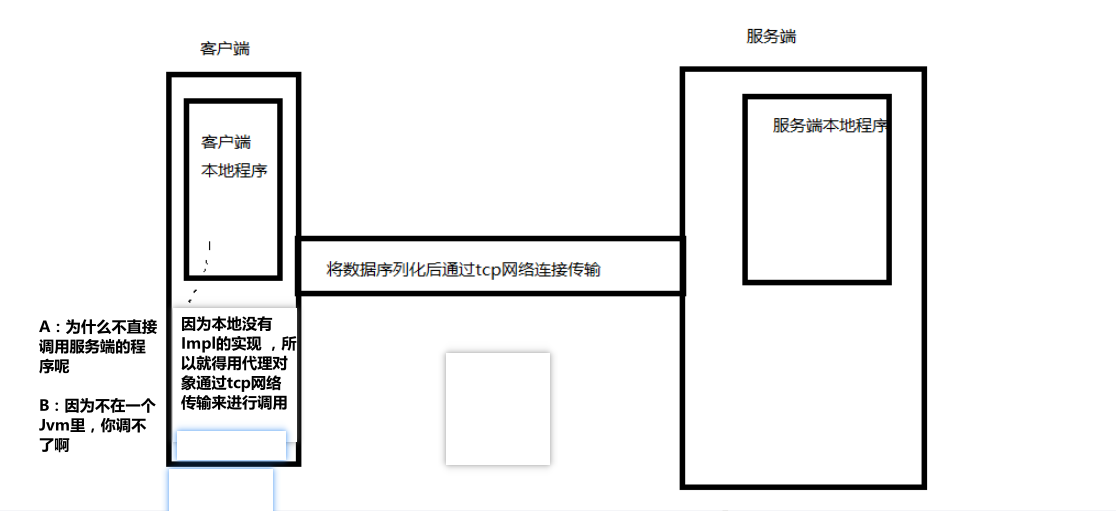 客户端
服务端
客户端
本地程序
服务端本地程序
将数据序列化后通过tcp网络连接传输
A：为什么不直接
调用服务端的程
序呢
B：因为不在一个
Jvm里，你调不
了啊
因为本地没有
Impl的实现 ，所
以就得用代理对
象通过tcp网络
传输来进行调用